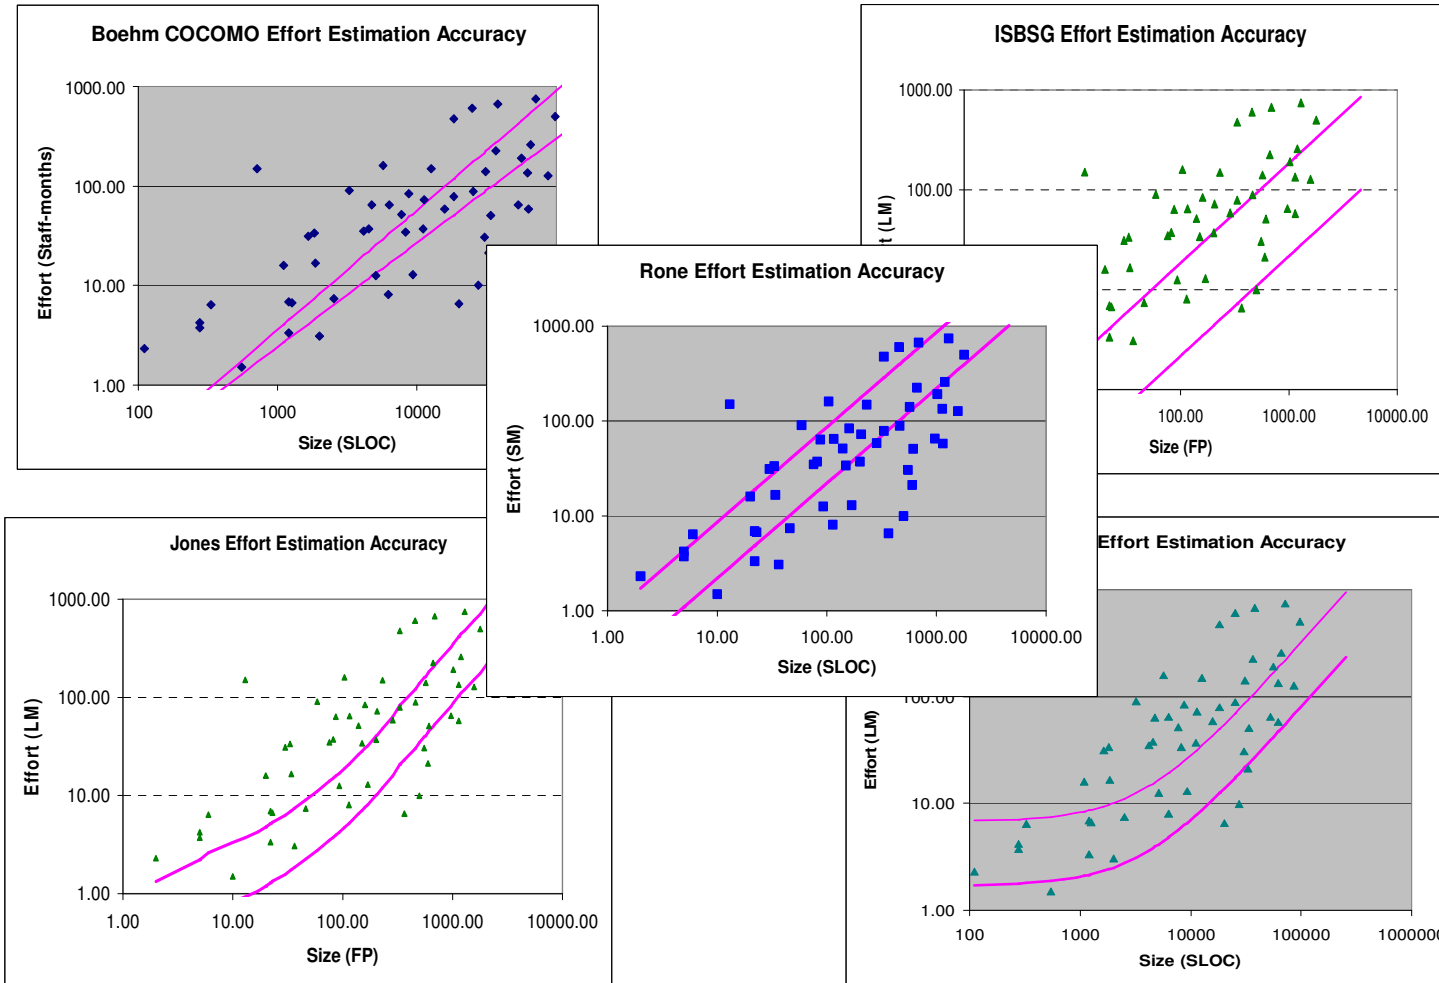 Boehm COCOMO Effort Estimation Accuracy
1000.00
100.00
10.00
1.00
Effort (Staff-months)
100
1000
10000
Size (SLOC)
ISBSG Effort Estimation Accuracy
1000.00
100.00
100.00
1000.00
10000.00
Size (FP)
Rone Effort Estimation Accuracy
1000.00
100.00
10.00
1.00
Effort (SM)
1.00
10.00
100.00
1000.00
10000.00
Size (SLOC)
Jones Effort Estimation Accuracy
1000.00
100.00
10.00
1.00
Effort (LM)
1.00
10.00
100.00
1000.00
10000.00
Size (FP)
Effort Estimation Accuracy
100.00
10.00
1.00
Effort (LM)
100
1000
10000
100000
Size (SLOC)